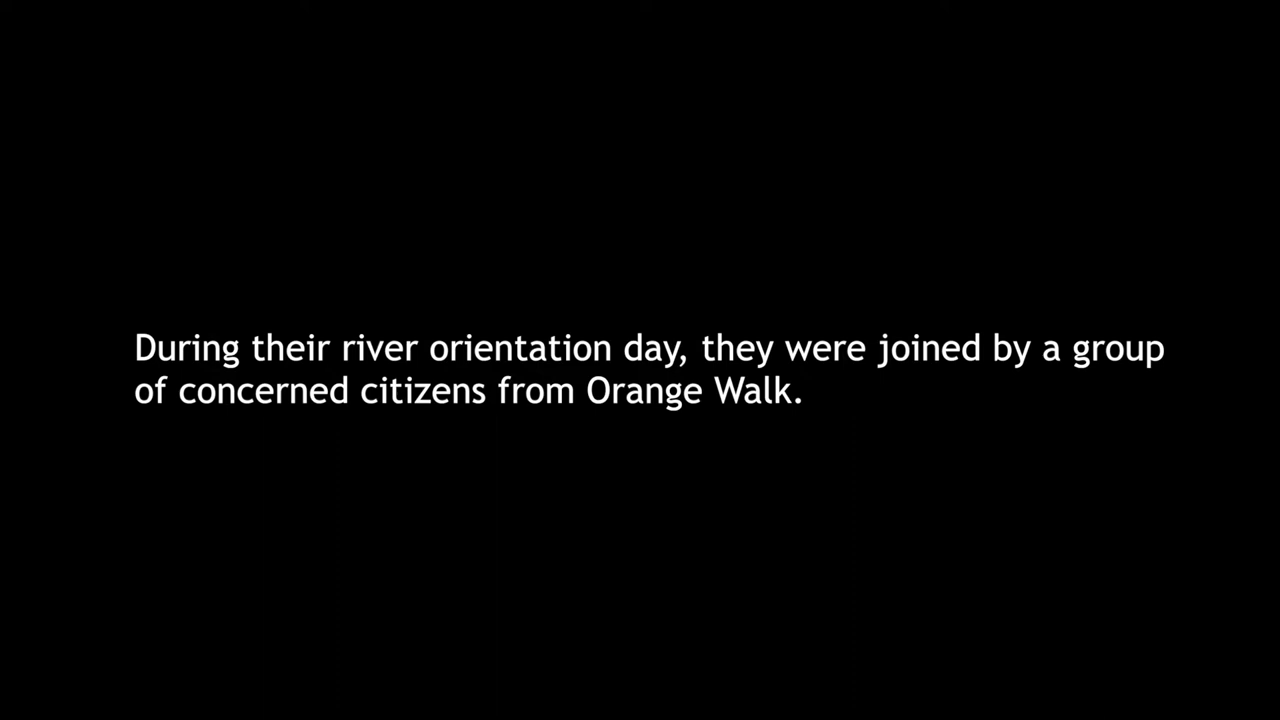 During their river orientation day, they were joined by a group
of concerned citizens from Orange Walk.